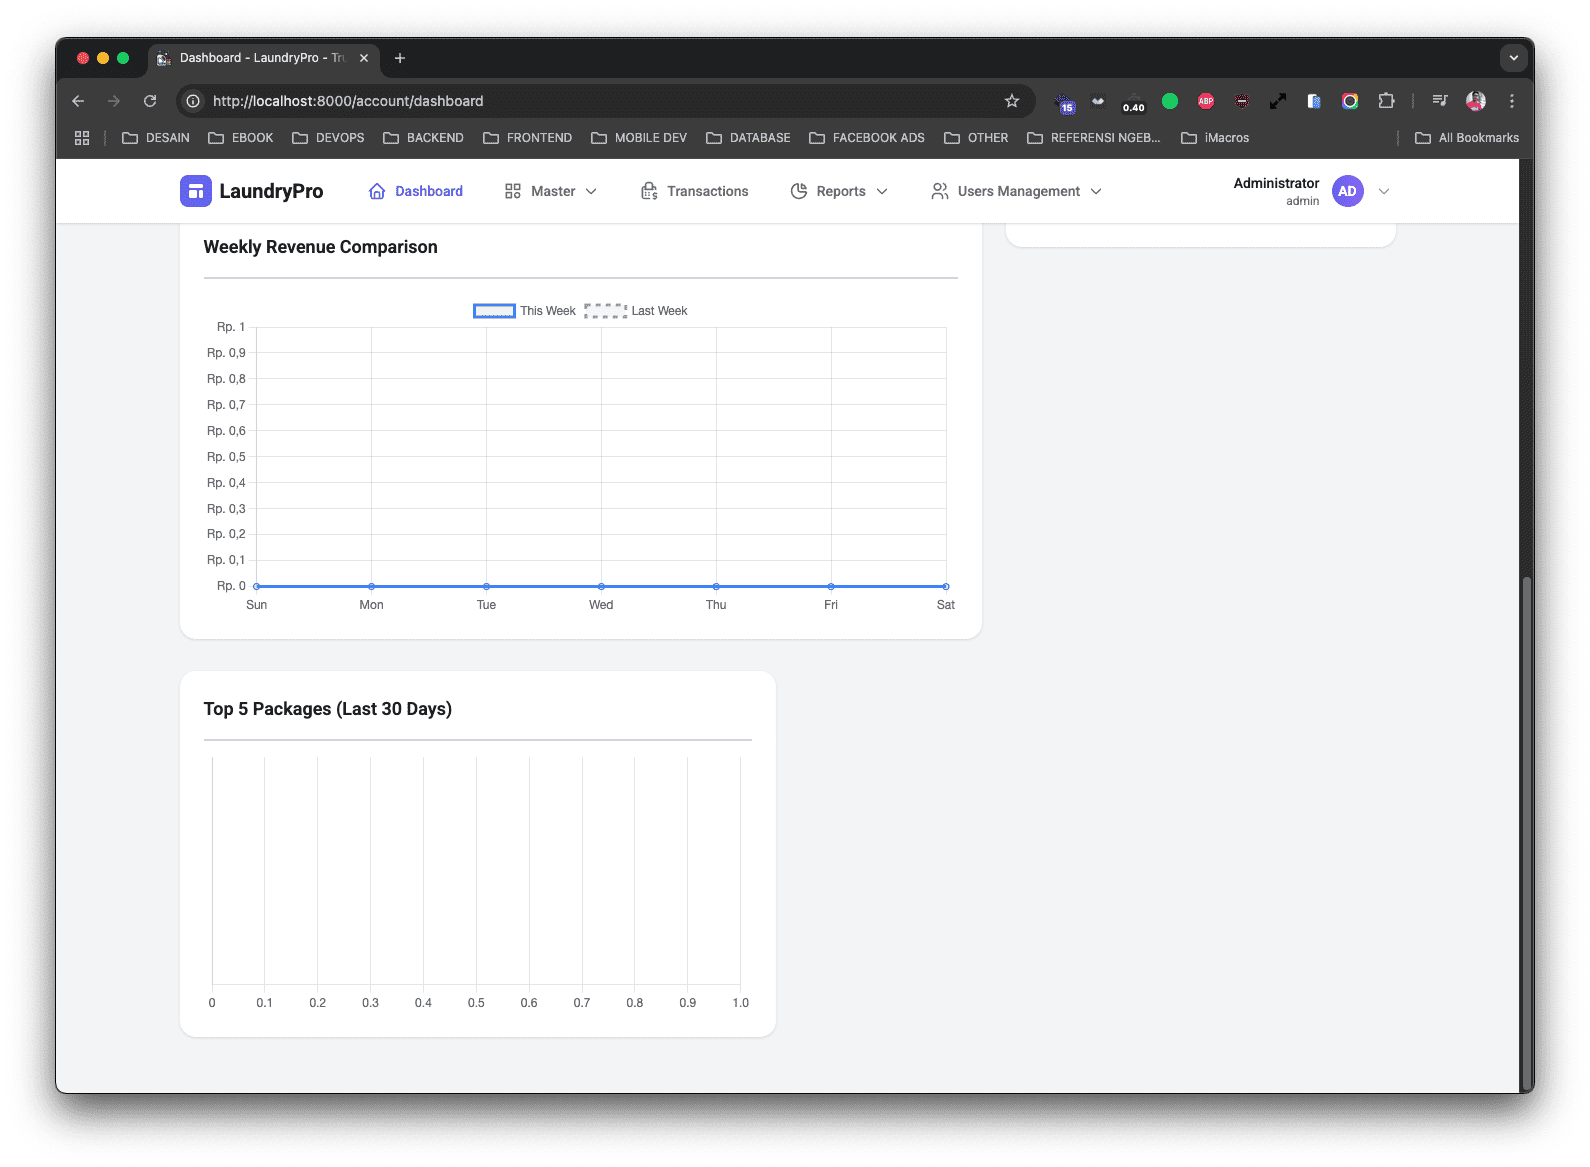 Dashboard - LaundryPro - Tr
http://localhost:8000/account/dashboard
15
0.40
ABP
DESAIN
EBOOK
DEVOPS
BACKEND
FRONTEND
MOBILE DEV
DATABASE
FACEBOOK ADS
OTHER
REFERENSI NGEB...
iMacros
All Bookmarks
LaundryPro
Dashboard
Master
Transactions
Reports
Users Management
Administrator
admin
AD
Weekly Revenue Comparison
This Week
Last Week
Rp. 1
Rp. 0,9
Rp. 0,8
Rp. 0,7
Rp. 0,6
Rp. 0,5
Rp. 0,4
Rp. 0,3
Rp. 0,2
Rp. 0,1
Rp. 0
Sun Mon Tue Wed Thu Fri Sat
Top 5 Packages (Last 30 Days)
0 0.1 0.2 0.3 0.4 0.5 0.6 0.7 0.8 0.9 1.0